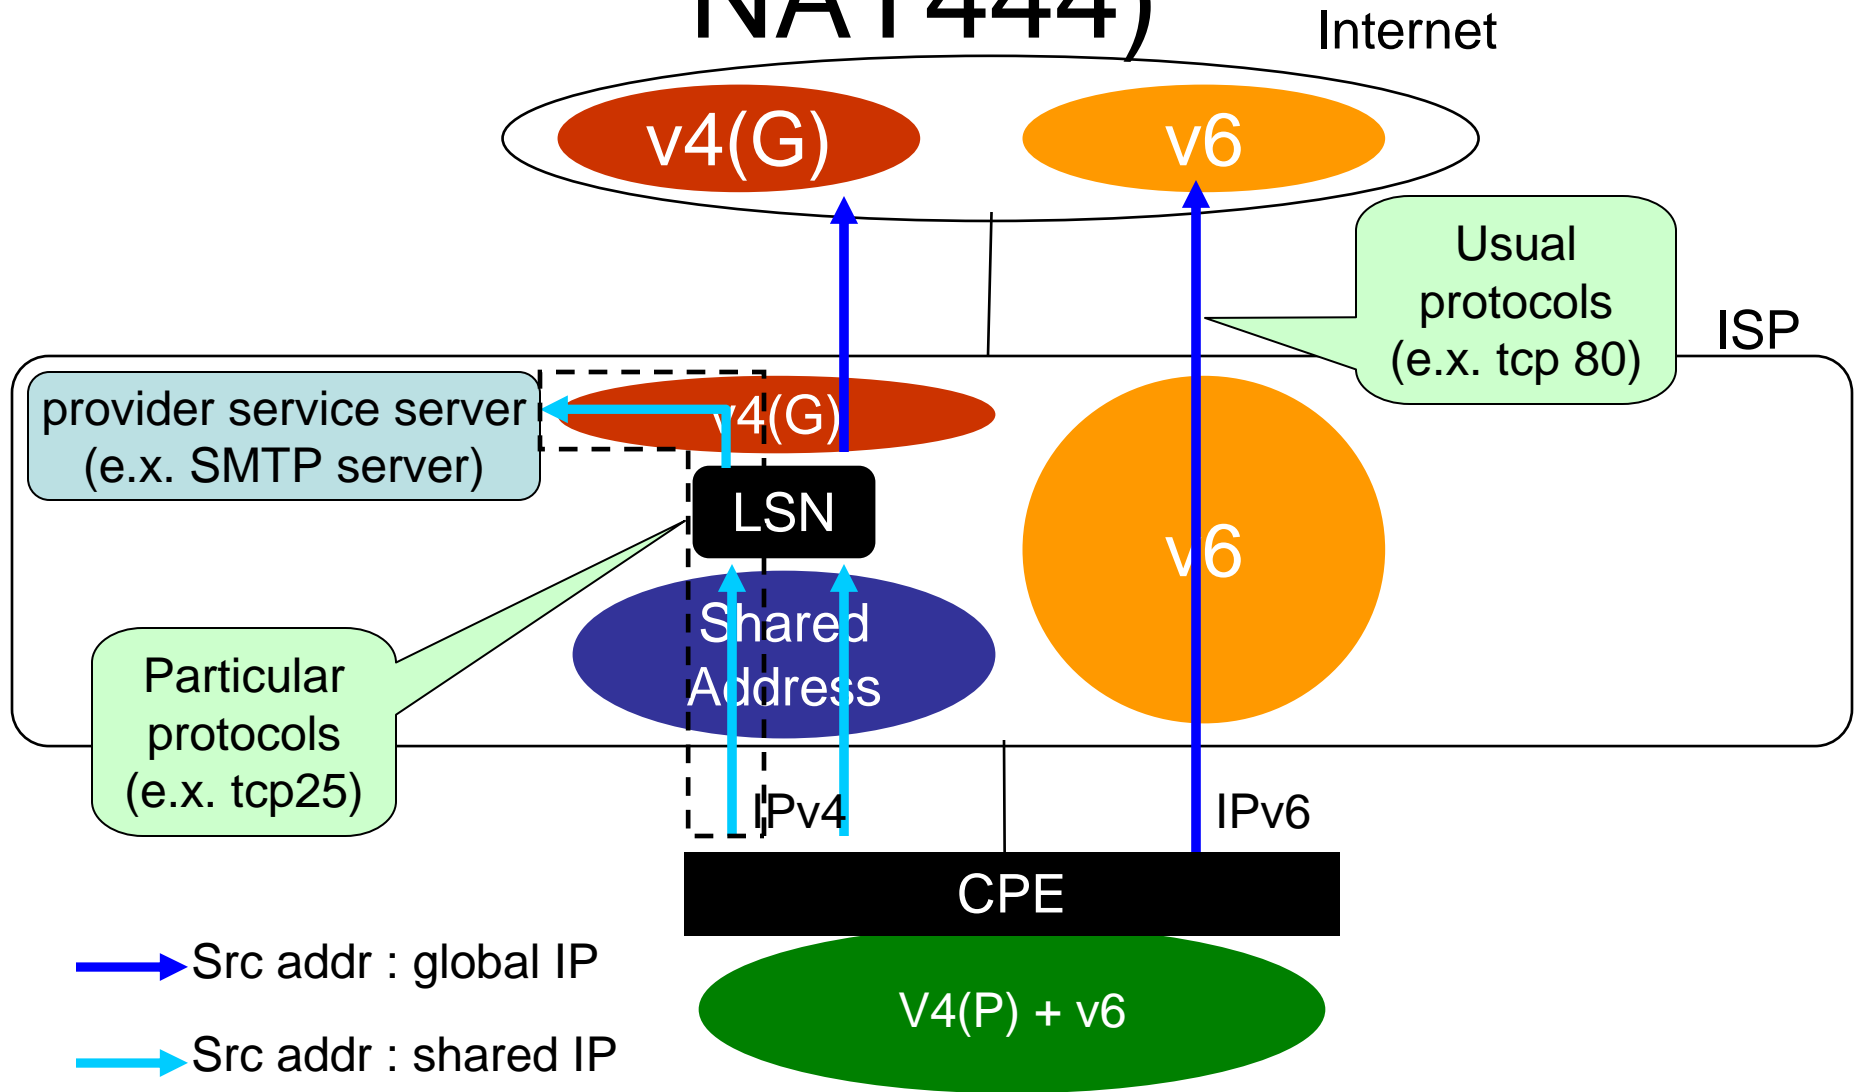 NAT444)
Internet
v4(G)
v6
Usual
protocols
(e.x. tcp 80)
ISP
provider service server
(e.x. SMTP server)
v4(G)
LSN
v6
Shared
Address
Particular
protocols
(e.x. tcp25)
IPv4
IPv6
CPE
Src addr : global IP
V4(P) + v6
Src addr : shared IP